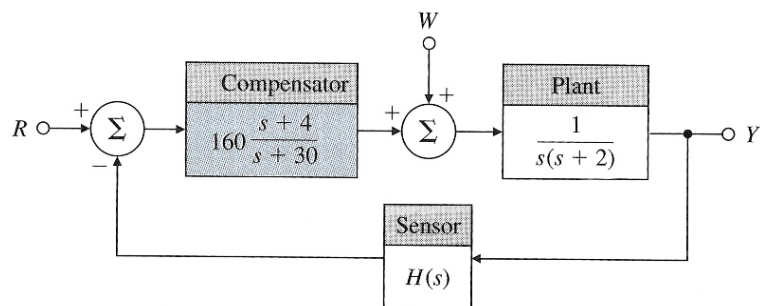 W
Compensator
Plant
R
+
Σ
160 (s + 4)/(s + 30)
+
+
Σ
1/(s(s + 2))
Y
−
Sensor
H(s)